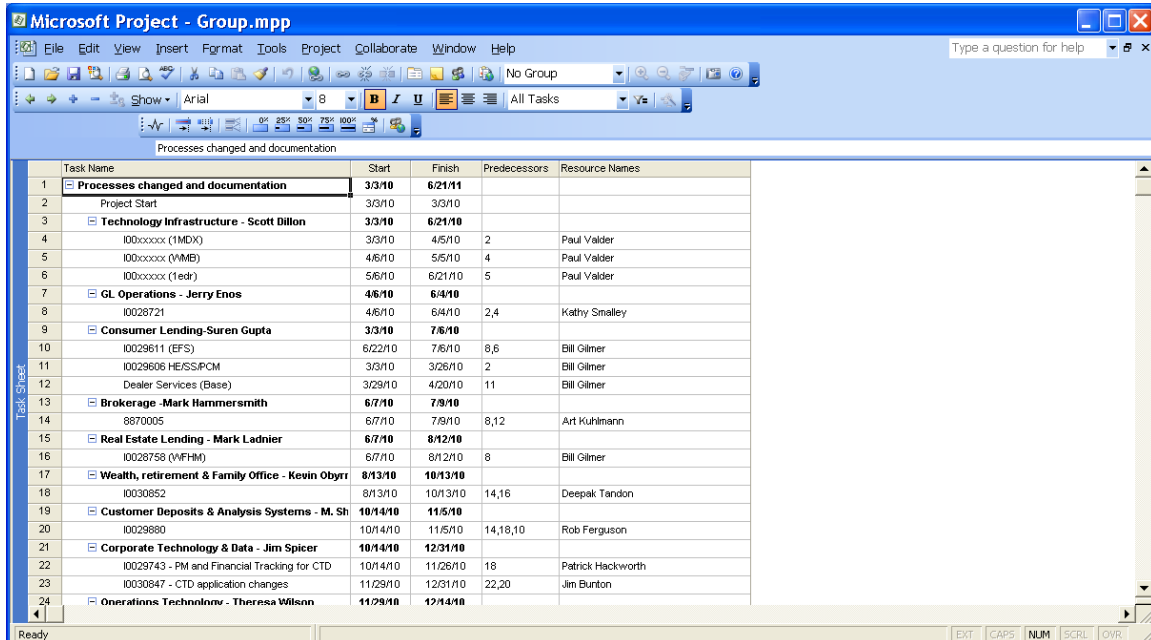 Microsoft Project - Group.mpp
File Edit View Insert Format Tools Project Collaborate Window Help Type a question for help
No Group
Show Arial 8 B I U All Tasks
0% 25% 50% 75% 100%
Processes changed and documentation
Task Name Start Finish Predecessors Resource Names
1 Processes changed and documentation 3/3/10 6/21/11
2 Project Start 3/3/10 3/3/10
3 Technology Infrastructure - Scott Dillon 3/3/10 6/21/10
4 I00xxxxx (1MDX) 3/3/10 4/5/10 2 Paul Valder
5 I00xxxxx (WMB) 4/6/10 5/5/10 4 Paul Valder
6 I00xxxxx (1edr) 5/6/10 6/21/10 5 Paul Valder
7 GL Operations - Jerry Enos 4/6/10 6/4/10
8 I0028721 4/6/10 6/4/10 2,4 Kathy Smalley
9 Consumer Lending-Suren Gupta 3/3/10 7/6/10
10 I0029611 (EFS) 6/22/10 7/6/10 8,6 Bill Gilmer
11 I0029606 HE/SS/PCM 3/3/10 3/26/10 2 Bill Gilmer
12 Dealer Services (Base) 3/29/10 4/20/10 11 Bill Gilmer
13 Brokerage -Mark Hammersmith 6/7/10 7/9/10
14 8870005 6/7/10 7/9/10 8,12 Art Kuhlmann
15 Real Estate Lending - Mark Ladnier 6/7/10 8/12/10
16 I0028758 (WFHM) 6/7/10 8/12/10 8 Bill Gilmer
17 Wealth, retirement & Family Office - Kevin Obyrr 8/13/10 10/13/10
18 I0030852 8/13/10 10/13/10 14,16 Deepak Tandon
19 Customer Deposits & Analysis Systems - M. Sh 10/14/10 11/5/10
20 I0029880 10/14/10 11/5/10 14,18,10 Rob Ferguson
21 Corporate Technology & Data - Jim Spicer 10/14/10 12/31/10
22 I0029743 - PM and Financial Tracking for CTD 10/14/10 11/26/10 18 Patrick Hackworth
23 I0030847 - CTD application changes 11/29/10 12/31/10 22,20 Jim Bunton
24 Operations Technology - Theresa Wilson 11/29/10 12/14/10
Task Sheet
Ready EXT CAPS NUM SCRL OVR